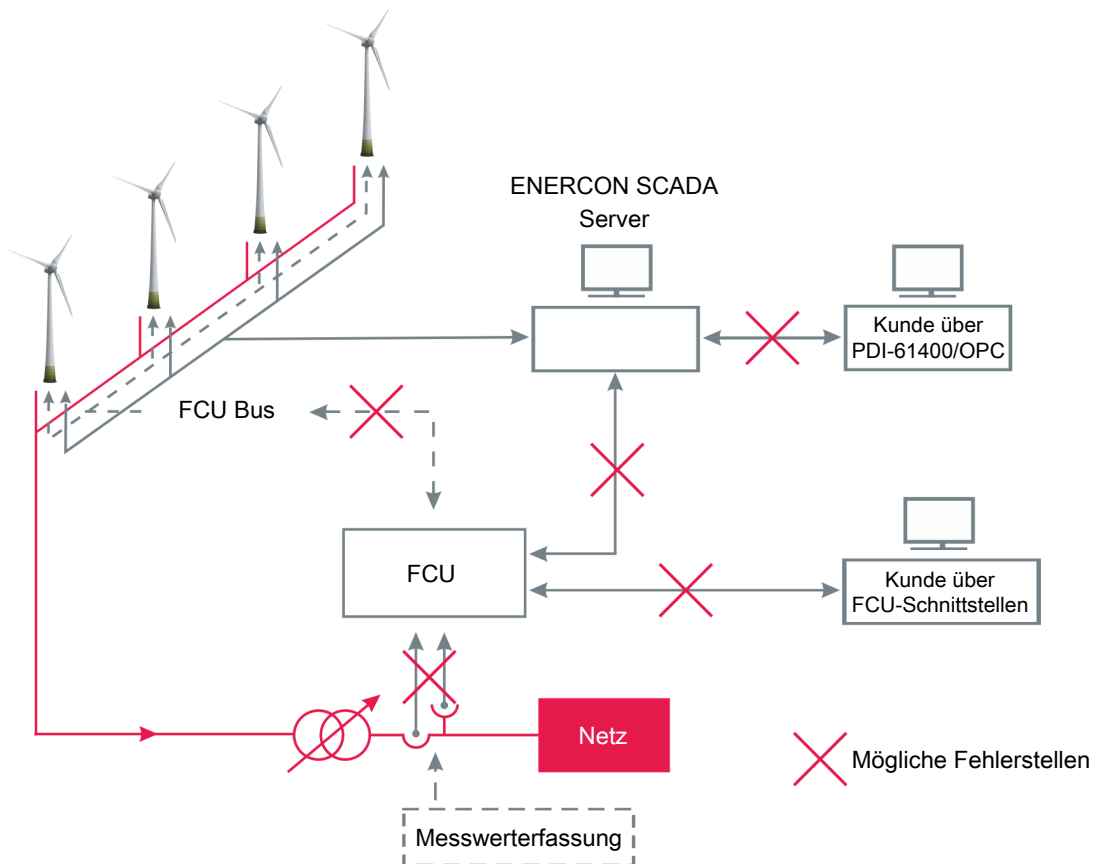 ENERCON SCADA
Server
Kunde über
PDI-61400/OPC
FCU Bus
FCU
Kunde über
FCU-Schnittstellen
Netz
Mögliche Fehlerstellen
Messwerterfassung